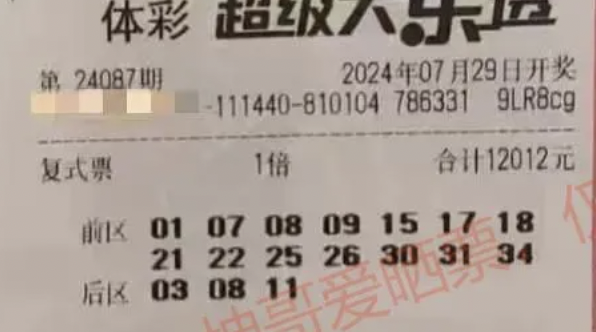 体彩 超级大乐透
第 24087期 2024年07月29日开奖
-111440-810104 786331 9LR8cg
复式票 1倍 合计12012元
前区 01 07 08 09 15 17 18
21 22 25 26 30 31 34
后区 03 08 11
坤哥爱晒票